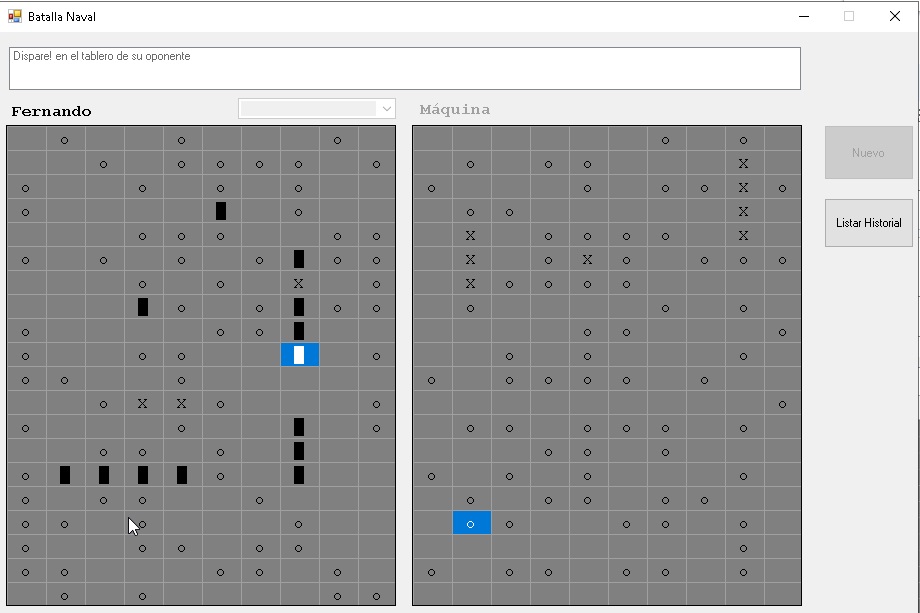 Batalla Naval
Dispare! en el tablero de su oponente
Fernando
Máquina
Nuevo
Listar Historial